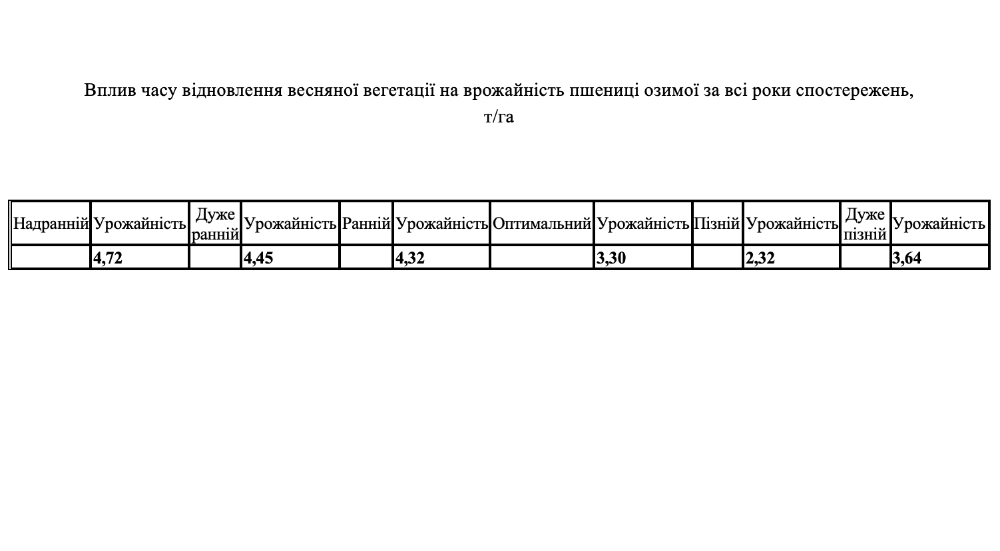 Вплив часу відновлення весняної вегетації на врожайність пшениці озимої за всі роки спостережень,
т/га
Надранній Урожайність Дуже ранній Урожайність Ранній Урожайність Оптимальний Урожайність Пізній Урожайність Дуже пізній Урожайність
4,72 4,45 4,32 3,30 2,32 3,64